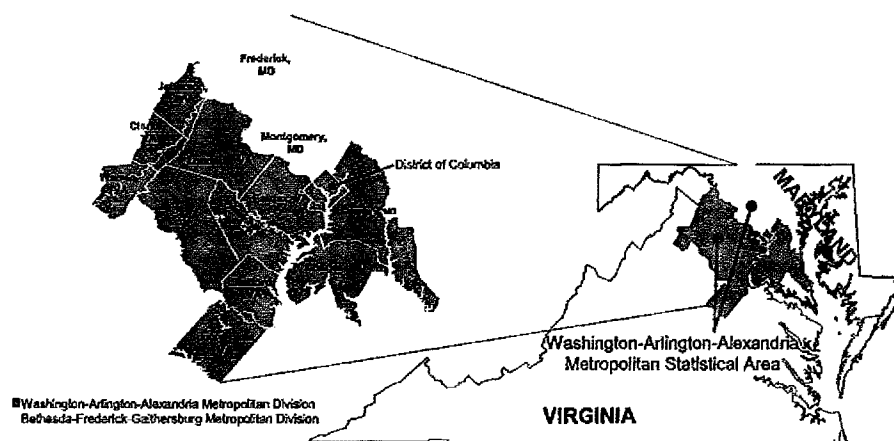 Frederick,
MD
Montgomery,
MD
District of Columbia
MARYLAND
Washington-Arlington-Alexandria
Metropolitan Statistical Area
Washington-Arlington-Alexandria Metropolitan Division
Bethesda-Frederick-Gaithersburg Metropolitan Division
VIRGINIA